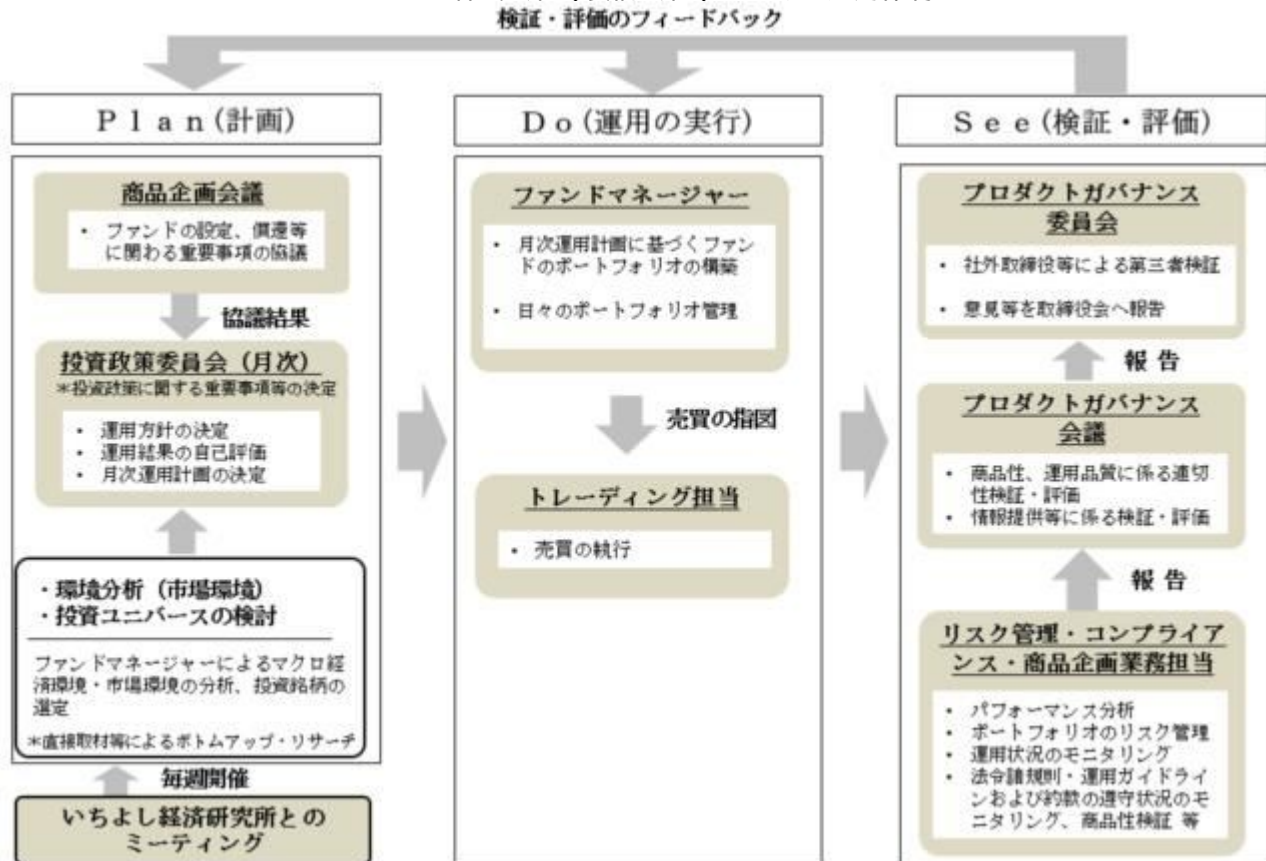 検証・評価のフィードバック
Plan(計画)
商品企画会議
・ ファンドの設定、償還等
に関わる重要事項の協議
協議結果
投資政策委員会(月次)
*投資政策に関する重要事項等の決定
・ 運用方針の決定
・ 運用結果の自己評価
・ 月次運用計画の決定
・環境分析(市場環境)
・投資ユニバースの検討
ファンドマネージャーによるマクロ経
済環境・市場環境の分析、投資銘柄の
選定
*直接取材等によるボトムアップ・リサーチ
毎週開催
いちよし経済研究所との
ミーティング
Do(運用の実行)
ファンドマネージャー
・ 月次運用計画に基づくファン
ドのポートフォリオの構築
・ 日々のポートフォリオ管理
売買の指図
トレーディング担当
・ 売買の執行
See(検証・評価)
プロダクトガバナンス
委員会
・ 社外取締役等による第三者検証
・ 意見等を取締役会へ報告
報 告
プロダクトガバナンス
会議
・ 商品性、運用品質に係る適切
性検証・評価
・ 情報提供等に係る検証・評価
報 告
リスク管理・コンプライア
ンス・商品企画業務担当
・ パフォーマンス分析
・ ポートフォリオのリスク管理
・ 運用状況のモニタリング
・ 法令諸規則・運用ガイドライ
ンおよび約款の遵守状況のモ
ニタリング、商品性検証 等